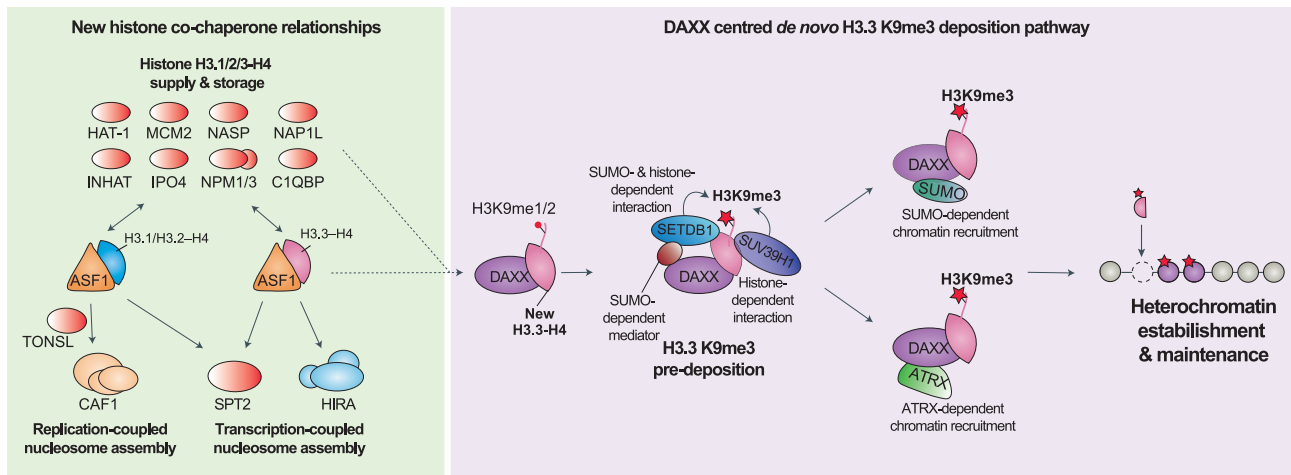 New histone co-chaperone relationships
Histone H3.1/2/3-H4
supply & storage
HAT-1
MCM2
NASP
NAP1L
INHAT
IPO4
NPM1/3
C1QBP
H3.1/H3.2–H4
H3.3–H4
ASF1
ASF1
TONSL
CAF1
SPT2
HIRA
Replication-coupled
nucleosome assembly
Transcription-coupled
nucleosome assembly
DAXX centred de novo H3.3 K9me3 deposition pathway
H3K9me1/2
DAXX
New
H3.3-H4
SUMO- & histone-
dependent
interaction
H3K9me3
SETDB1
SUV39H1
DAXX
SUMO-
dependent
mediator
Histone-
dependent
interaction
H3.3 K9me3
pre-deposition
H3K9me3
DAXX
SUMO
SUMO-dependent
chromatin recruitment
H3K9me3
DAXX
ATRX
ATRX-dependent
chromatin recruitment
Heterochromatin
estabilishment
& maintenance